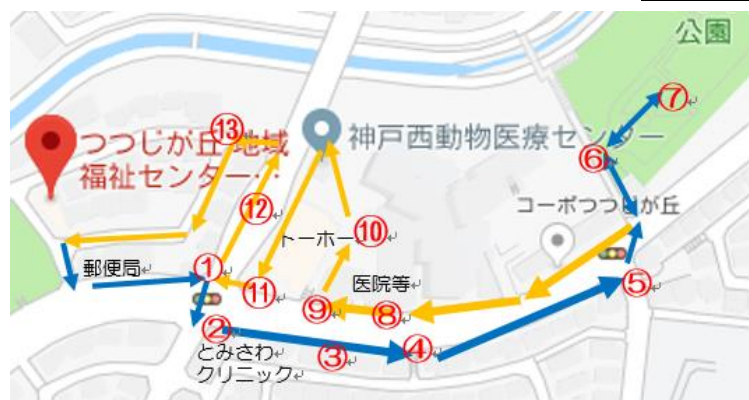 公園
⑦
⑬
つつじが丘 地域
福祉センター…
神戸西動物医療センター
⑥
コーポつつじが丘
⑫
⑩
トーホー
郵便局
①
⑪
医院等
⑤
⑨
⑧
②
とみさわ
クリニック
③
④